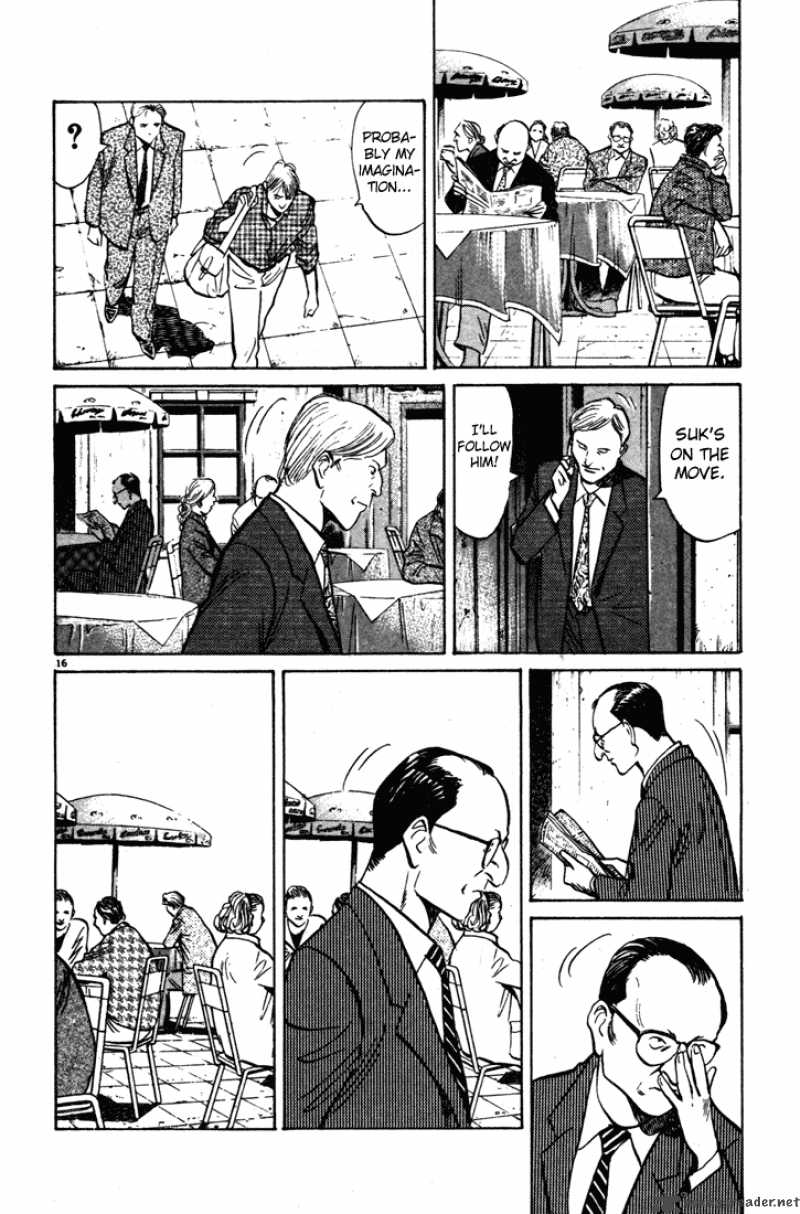 PROBA-
BLY MY
IMAGINA-
TION...
?
SUK'S
ON THE
MOVE.
I'LL
FOLLOW
HIM!
16